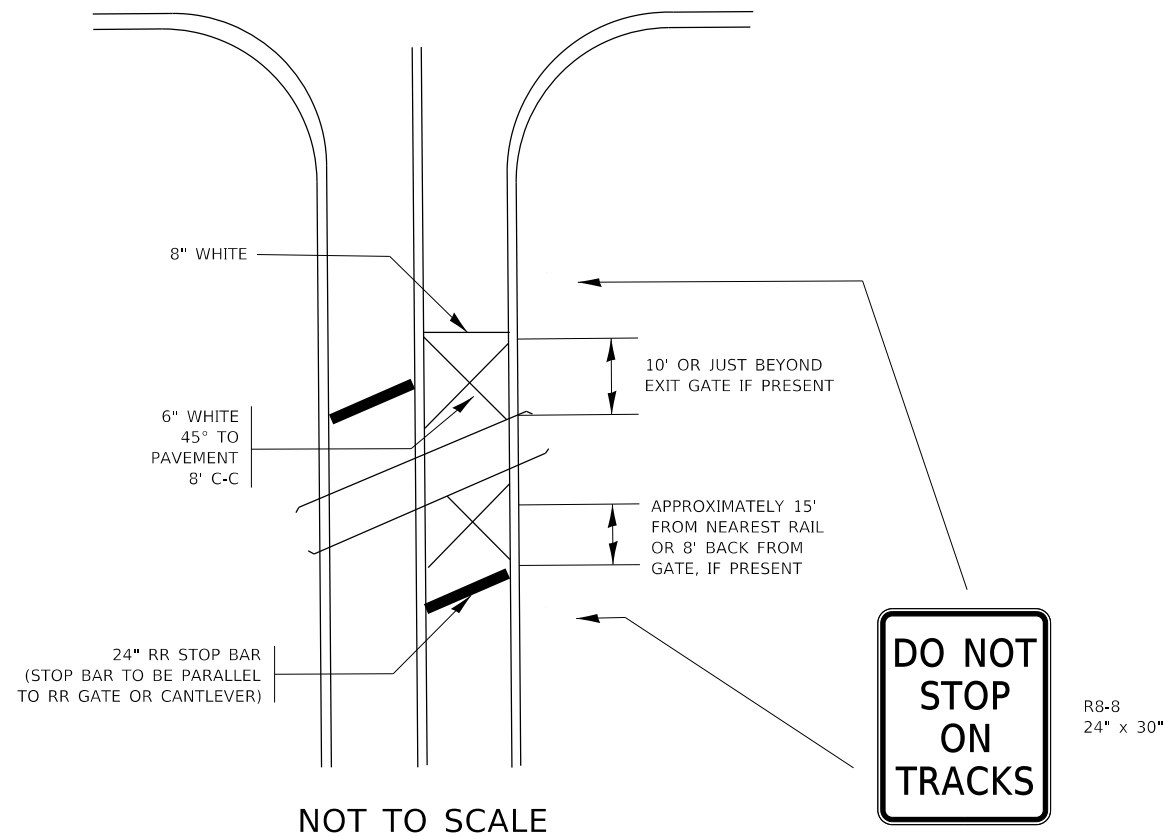 8" WHITE
10' OR JUST BEYOND
EXIT GATE IF PRESENT
6" WHITE
45° TO
PAVEMENT
8' C-C
APPROXIMATELY 15'
FROM NEAREST RAIL
OR 8' BACK FROM
GATE, IF PRESENT
24" RR STOP BAR
(STOP BAR TO BE PARALLEL
TO RR GATE OR CANTLEVER)
DO NOT
STOP
ON
TRACKS
R8-8
24" x 30"
NOT TO SCALE